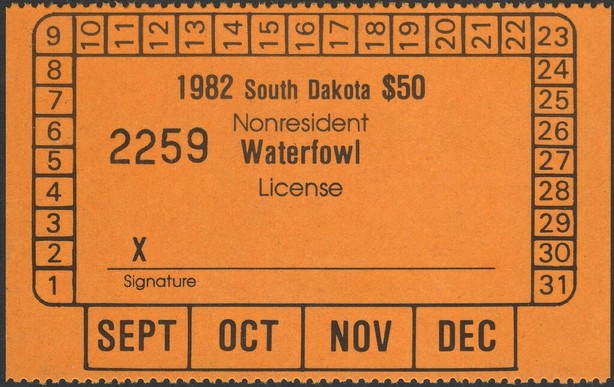 9 10 11 12 13 14 15 16 17 18 19 20 21 22 23
8 24
7 25
6 26
5 27
4 28
3 29
2 30
1 31
1982 South Dakota $50
Nonresident
2259 Waterfowl
License
X
Signature
SEPT OCT NOV DEC